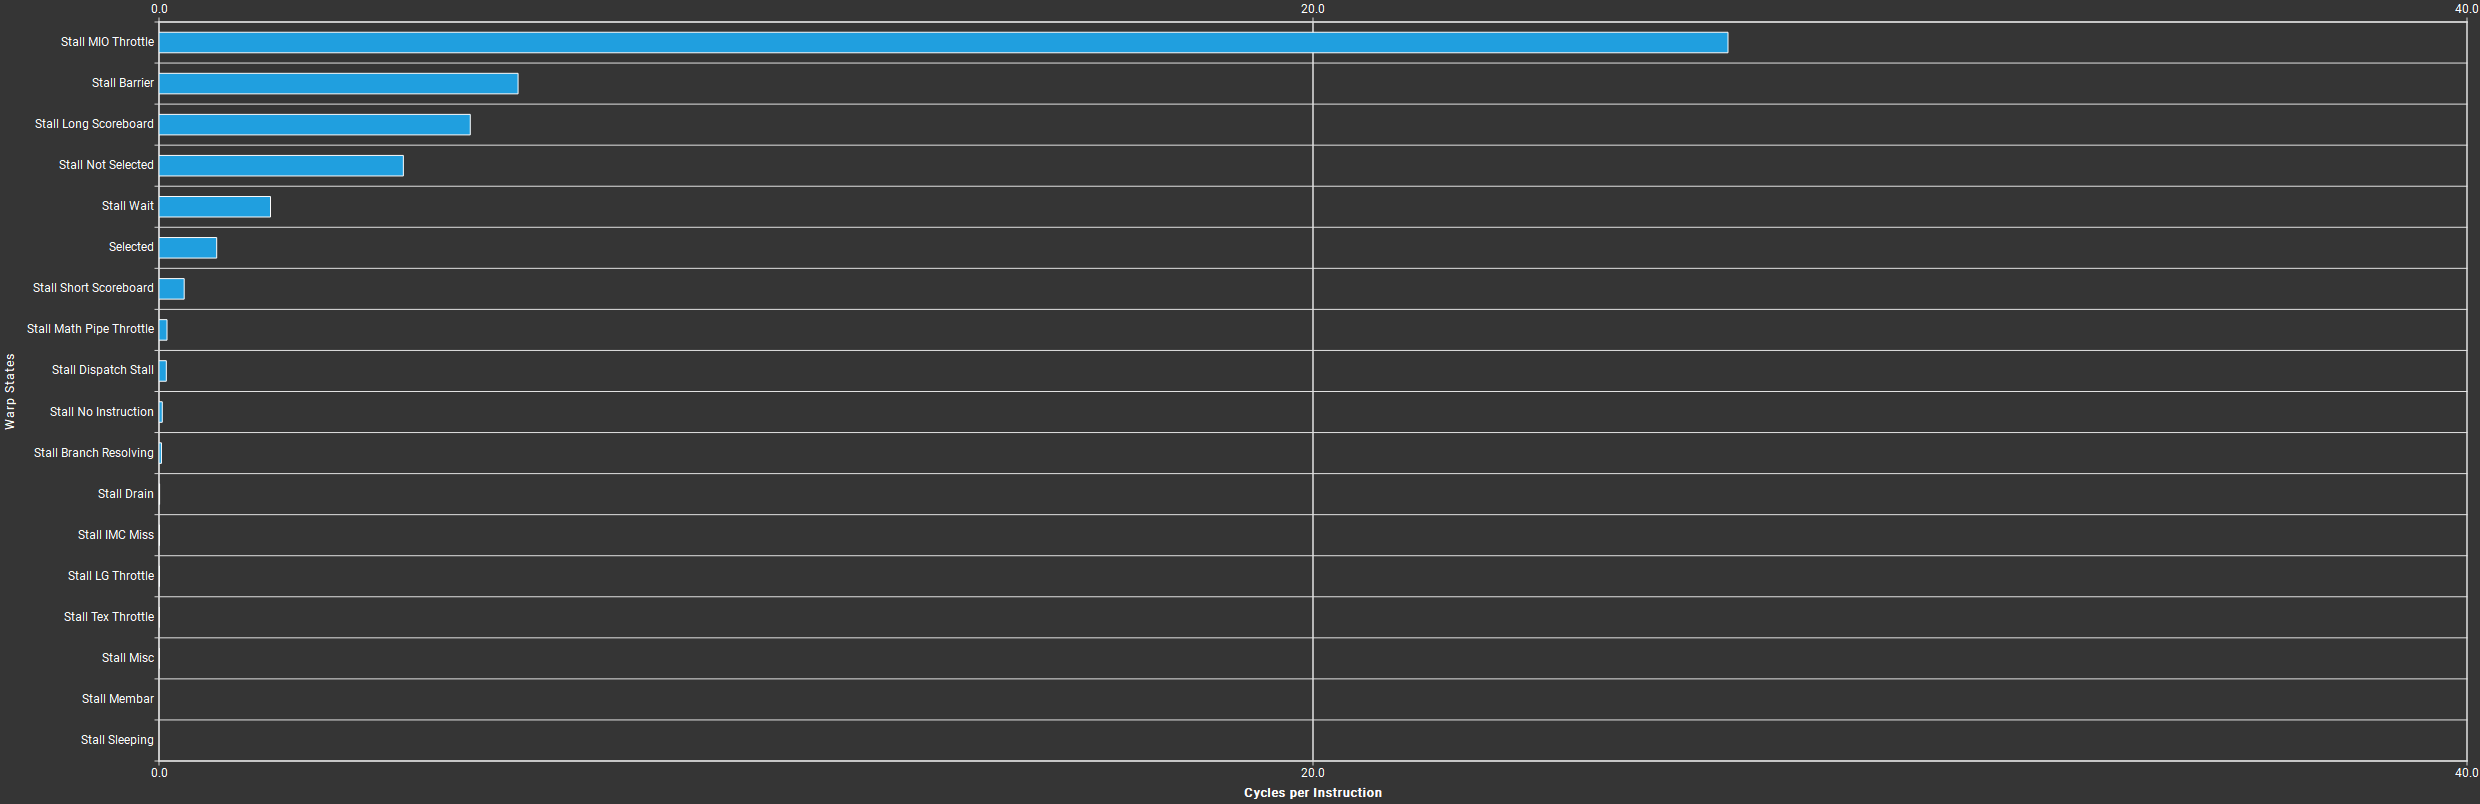 0.0 20.0 40.0
Stall MIO Throttle
Stall Barrier
Stall Long Scoreboard
Stall Not Selected
Stall Wait
Selected
Stall Short Scoreboard
Stall Math Pipe Throttle
Stall Dispatch Stall
Stall No Instruction
Stall Branch Resolving
Stall Drain
Stall IMC Miss
Stall LG Throttle
Stall Tex Throttle
Stall Misc
Stall Membar
Stall Sleeping
Warp States
0.0 20.0 40.0
Cycles per Instruction